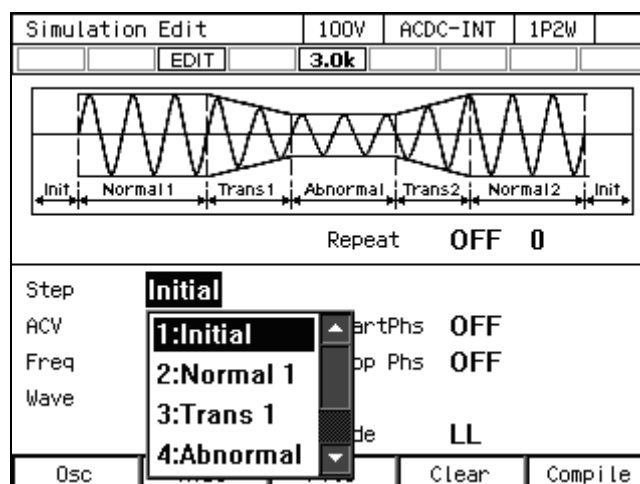 Simulation Edit 100V ACDC-INT 1P2W
EDIT 3.0k
Init Normal1 Trans1 Abnormal Trans2 Normal2 Init
Repeat OFF 0
Step Initial
ACV 1:Initial artPhs OFF
Freq 2:Normal 1 op Phs OFF
Wave 3:Trans 1
4:Abnormal de LL
Osc Clear Compile